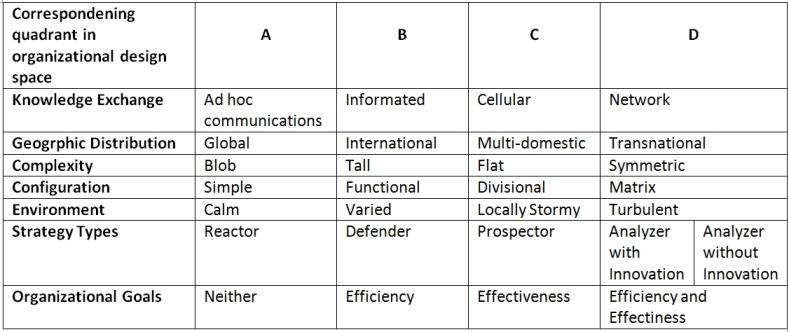 Correspondening
quadrant in
organizational design
space
A B C D
Knowledge Exchange Ad hoc Informated Cellular Network
communications
Geogrphic Distribution Global International Multi-domestic Transnational
Complexity Blob Tall Flat Symmetric
Configuration Simple Functional Divisional Matrix
Environment Calm Varied Locally Stormy Turbulent
Strategy Types Reactor Defender Prospector Analyzer Analyzer
with without
Innovation Innovation
Organizational Goals Neither Efficiency Effectiveness Efficiency and
Effectiness